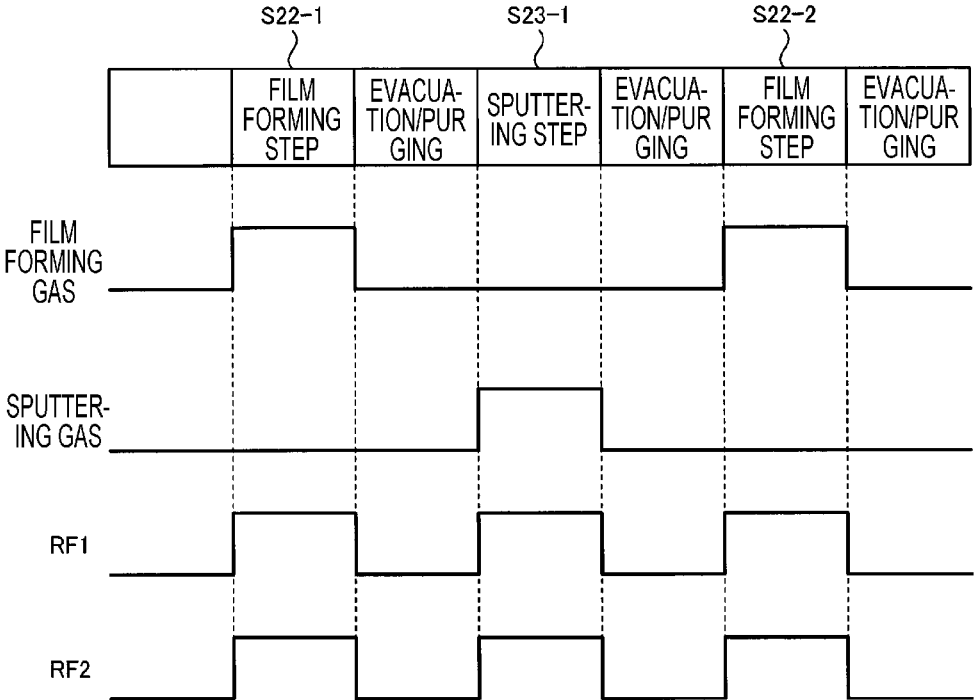 S22-1
S23-1
S22-2
FILM
FORMING
STEP
EVACUA-
TION/PUR
GING
SPUTTER-
ING STEP
EVACUA-
TION/PUR
GING
FILM
FORMING
STEP
EVACUA-
TION/PUR
GING
FILM
FORMING
GAS
SPUTTER-
ING GAS
RF1
RF2